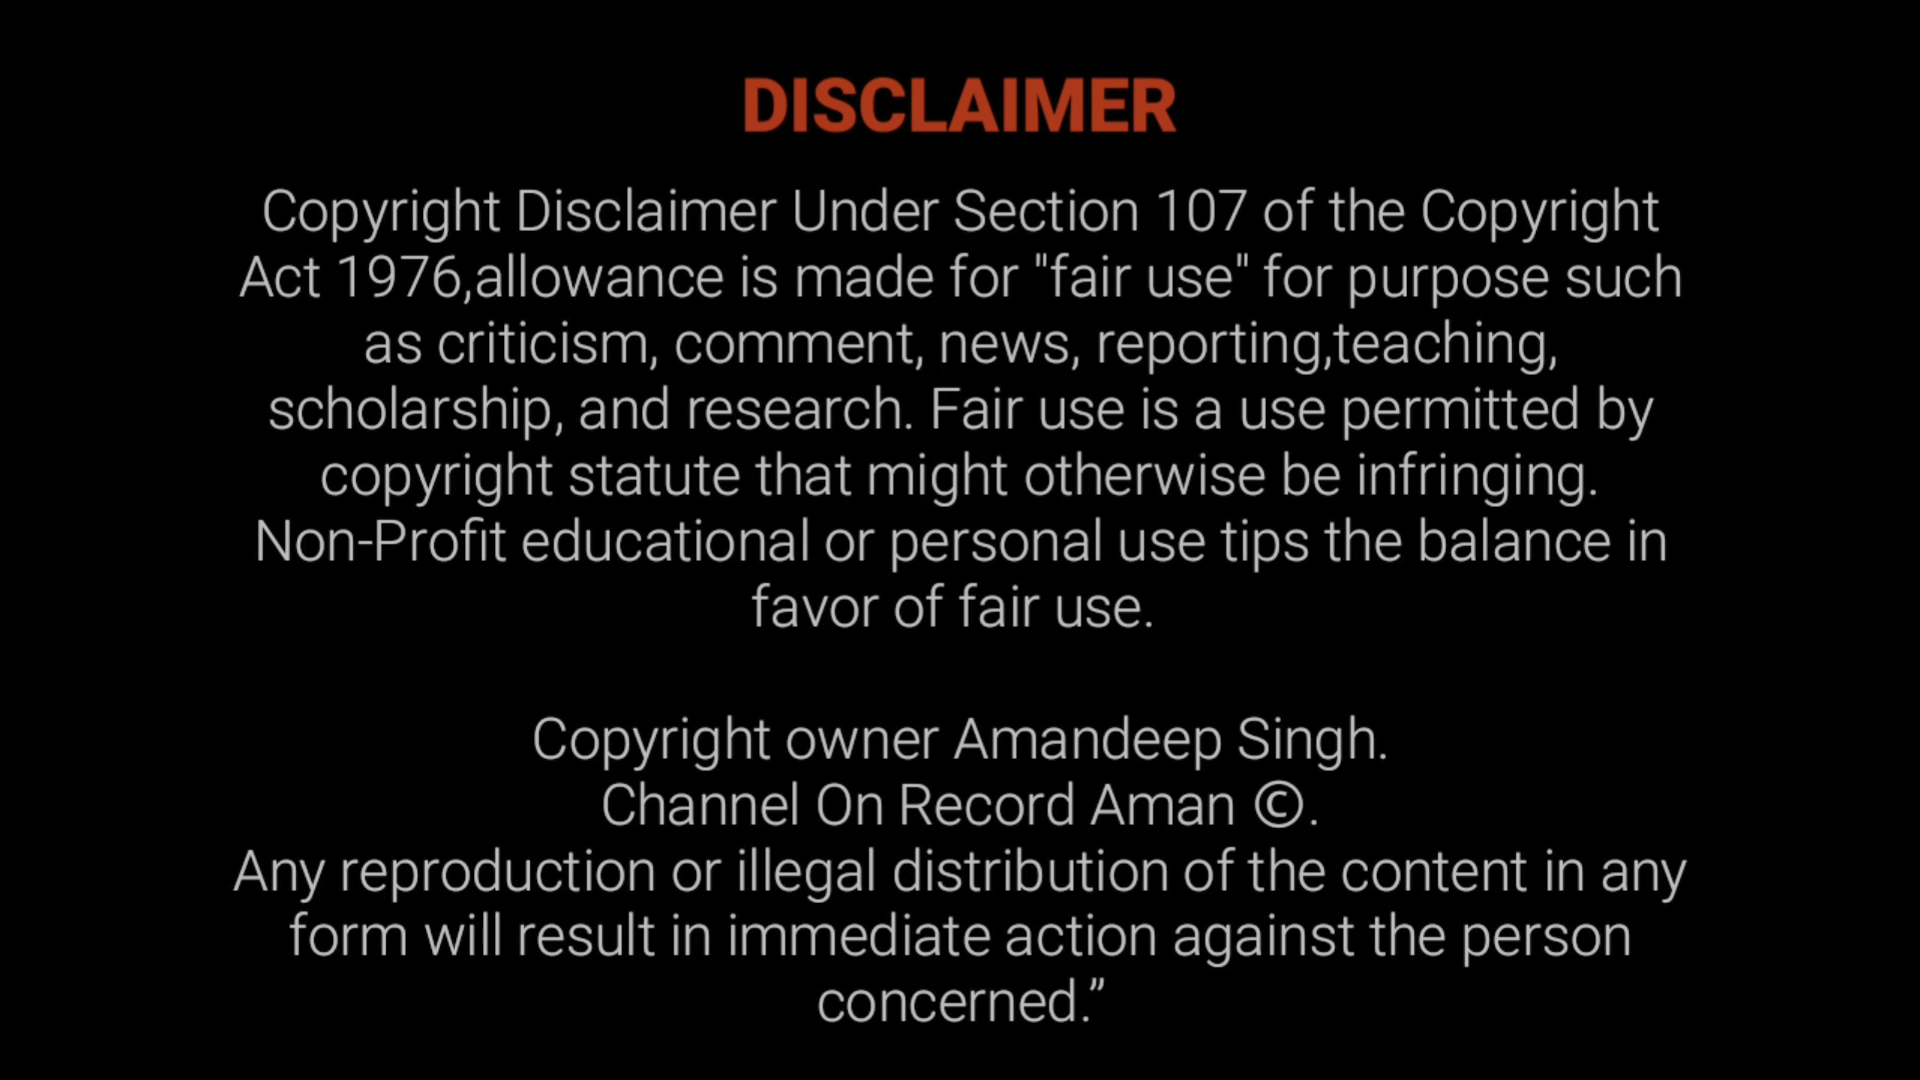 DISCLAIMER
Copyright Disclaimer Under Section 107 of the Copyright
Act 1976,allowance is made for "fair use" for purpose such
as criticism, comment, news, reporting,teaching,
scholarship, and research. Fair use is a use permitted by
copyright statute that might otherwise be infringing.
Non-Profit educational or personal use tips the balance in
favor of fair use.
Copyright owner Amandeep Singh.
Channel On Record Aman ©.
Any reproduction or illegal distribution of the content in any
form will result in immediate action against the person
concerned.”